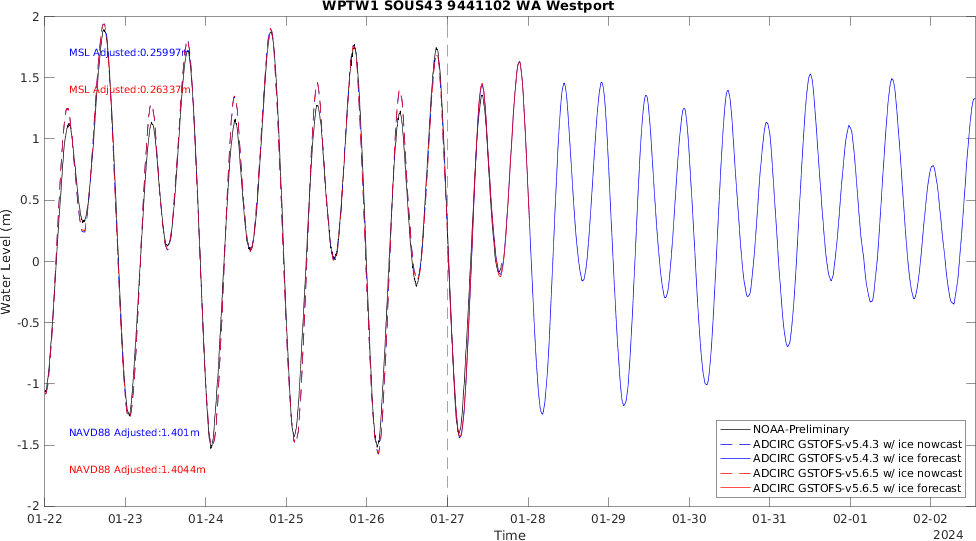 WPTW1 SOUS43 9441102 WA Westport
2
1.5
1
0.5
0
-0.5
-1
-1.5
-2
Water Level (m)
MSL Adjusted:0.25997m
MSL Adjusted:0.26337m
NAVD88 Adjusted:1.401m
NAVD88 Adjusted:1.4044m
NOAA-Preliminary
ADCIRC GSTOFS-v5.4.3 w/ ice nowcast
ADCIRC GSTOFS-v5.4.3 w/ ice forecast
ADCIRC GSTOFS-v5.6.5 w/ ice nowcast
ADCIRC GSTOFS-v5.6.5 w/ ice forecast
01-22 01-23 01-24 01-25 01-26 01-27 01-28 01-29 01-30 01-31 02-01 02-02
Time
2024